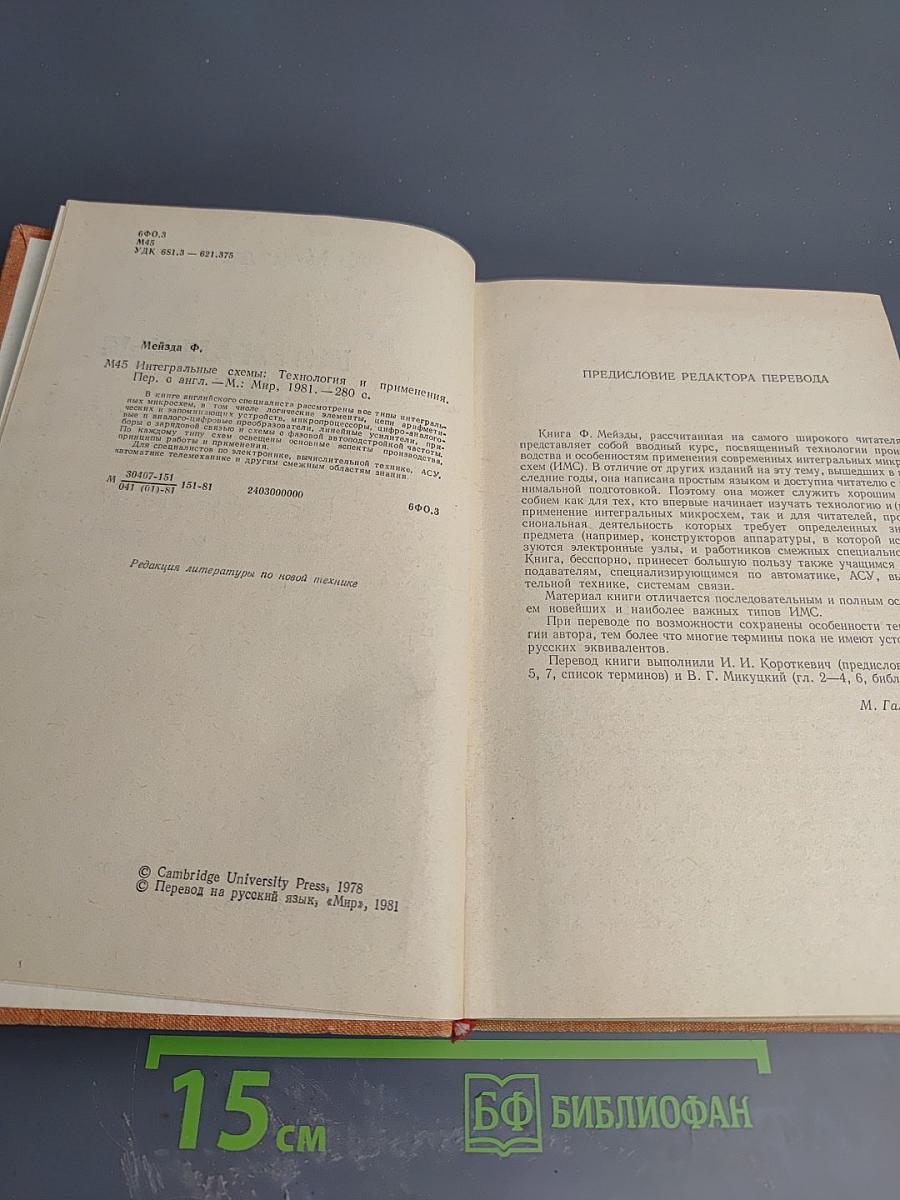 6ФО.3
М45
УДК 681.3 — 621.375
Мейзда Ф.
М45 Интегральные схемы: Технология и применения.
Пер. с англ. — М.: Мир, 1981. — 280 с.
В книге английского специалиста рассмотрены все типы интеграль-
ных микросхем, в том числе логические элементы, цепи арифмети-
ческих и запоминающих устройств, микропроцессоры, цифро-аналого-
вые и аналого-цифровые преобразователи, линейные усилители, при-
боры с зарядовой связью и схемы с фазовой автоподстройкой частоты.
По каждому типу схем освещены основные аспекты производства,
принципы работы и применения.
Для специалистов по электронике, вычислительной технике, АСУ,
автоматике телемеханике и другим смежным областям знания.
М 30407-151
041 (01)-81 151-81 2403000000
6ФО.3
Редакция литературы по новой технике
© Cambridge University Press, 1978
© Перевод на русский язык, «Мир», 1981
1
ПРЕДИСЛОВИЕ РЕДАКТОРА ПЕРЕВОДА
Книга Ф. Мейзды, рассчитанная на самого широкого читателя
представляет собой вводный курс, посвященный технологии прои
водства и особенностям применения современных интегральных микр
схем (ИМС). В отличие от других изданий на эту тему, вышедших в
следние годы, она написана простым языком и доступна читателю с
нимальной подготовкой. Поэтому она может служить хорошим
собием как для тех, кто впервые начинает изучать технологию и
применение интегральных микросхем, так и для читателей, про
сиональная деятельность которых требует определенных зн
предмета (например, конструкторов аппаратуры, в которой ис
зуются электронные узлы, и работников смежных специально
Книга, бесспорно, принесет большую пользу также учащимся
подавателям, специализирующимся по автоматике, АСУ, вы
тельной технике, системам связи.
Материал книги отличается последовательным и полным ос
ем новейших и наиболее важных типов ИМС.
При переводе по возможности сохранены особенности те
гии автора, тем более что многие термины пока не имеют усто
русских эквивалентов.
Перевод книги выполнили И. И. Короткевич (предислов
5, 7, список терминов) и В. Г. Микуцкий (гл. 2—4, 6, библ
М. Гал
15 см
БФ БИБЛИОФАН